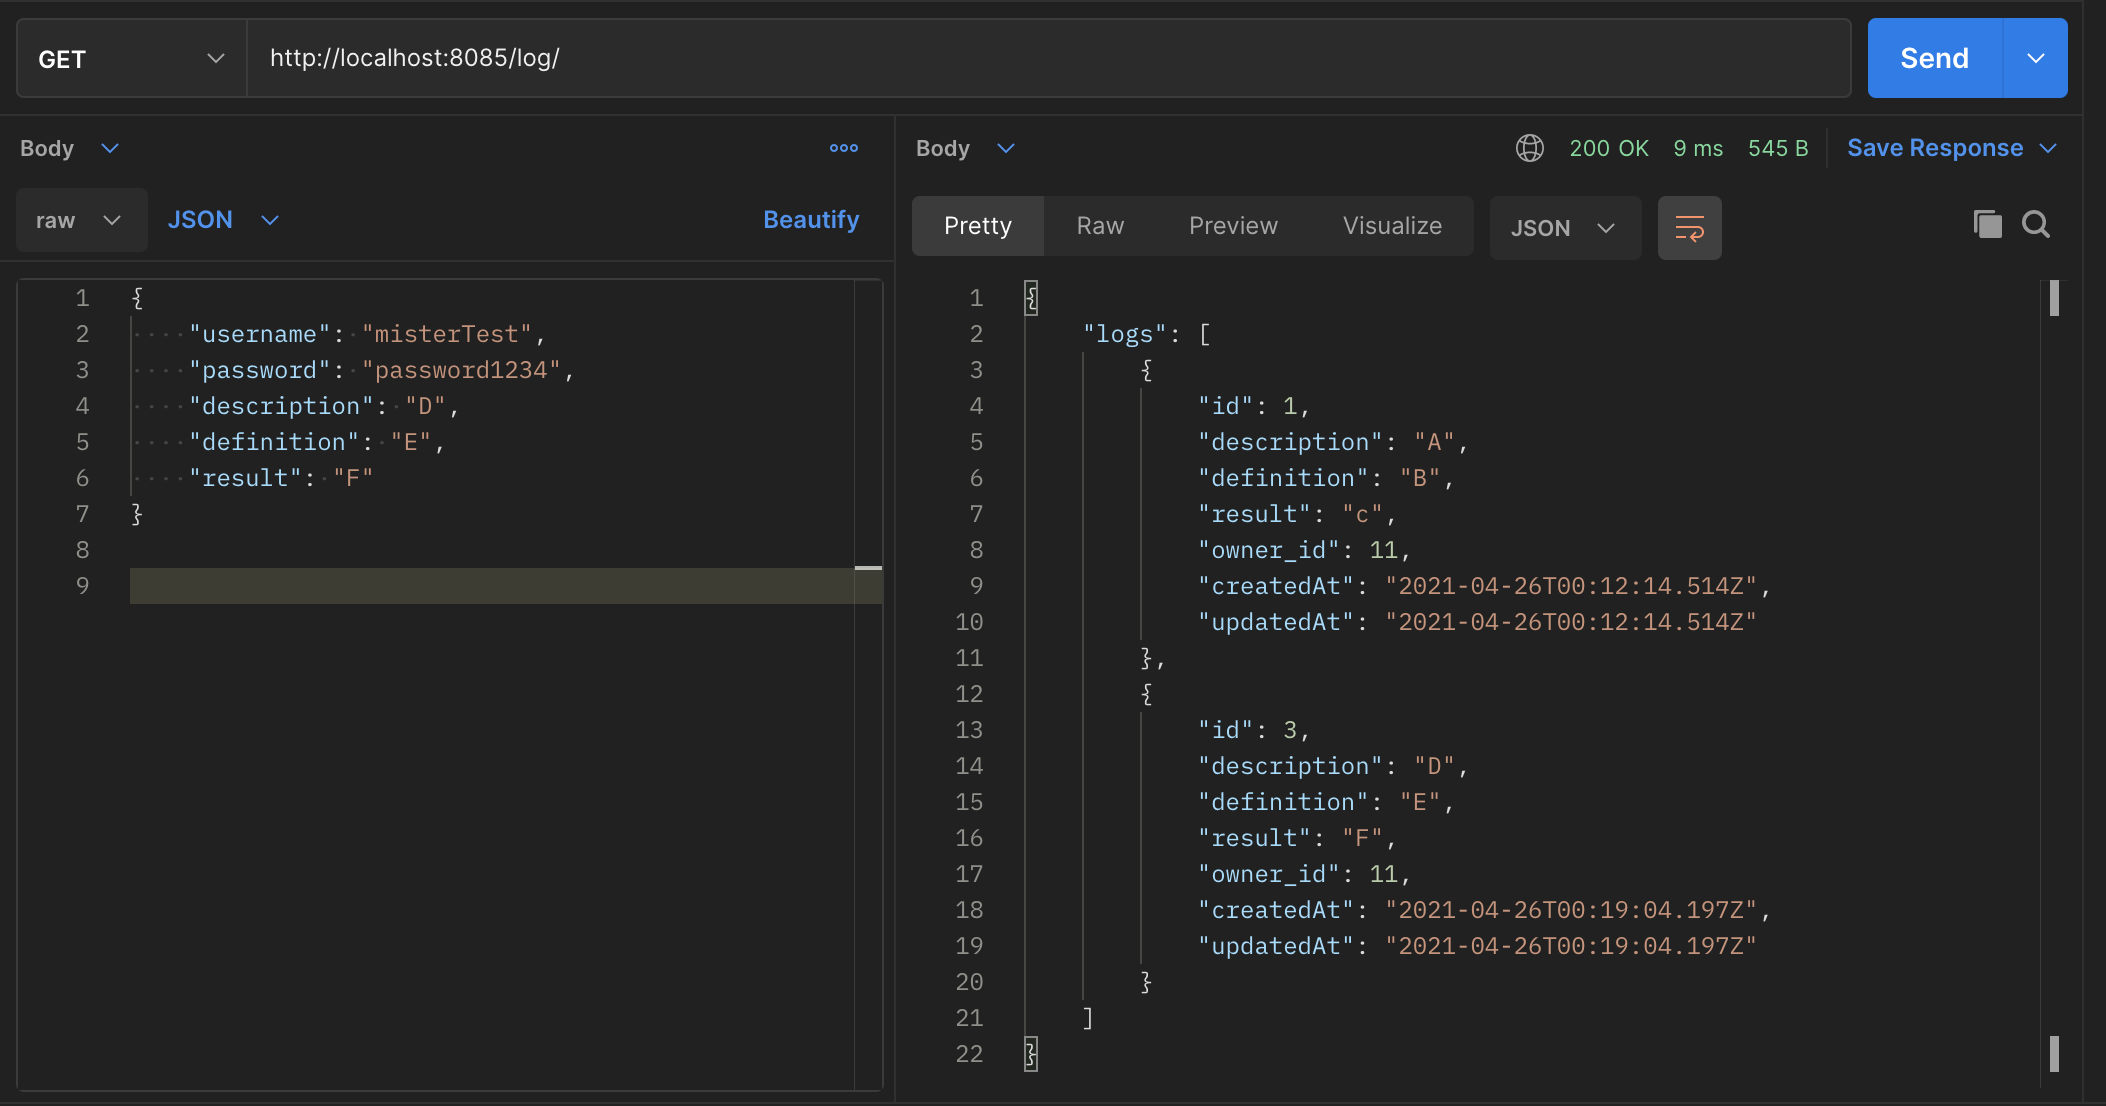 GET http://localhost:8085/log/ Send
Body ooo
raw JSON Beautify
1 {
2 "username": "misterTest",
3 "password": "password1234",
4 "description": "D",
5 "definition": "E",
6 "result": "F"
7 }
8
9
Body 200 OK 9 ms 545 B Save Response
Pretty Raw Preview Visualize JSON
1 {
2 "logs": [
3 {
4 "id": 1,
5 "description": "A",
6 "definition": "B",
7 "result": "c",
8 "owner_id": 11,
9 "createdAt": "2021-04-26T00:12:14.514Z",
10 "updatedAt": "2021-04-26T00:12:14.514Z"
11 },
12 {
13 "id": 3,
14 "description": "D",
15 "definition": "E",
16 "result": "F",
17 "owner_id": 11,
18 "createdAt": "2021-04-26T00:19:04.197Z",
19 "updatedAt": "2021-04-26T00:19:04.197Z"
20 }
21 ]
22 }